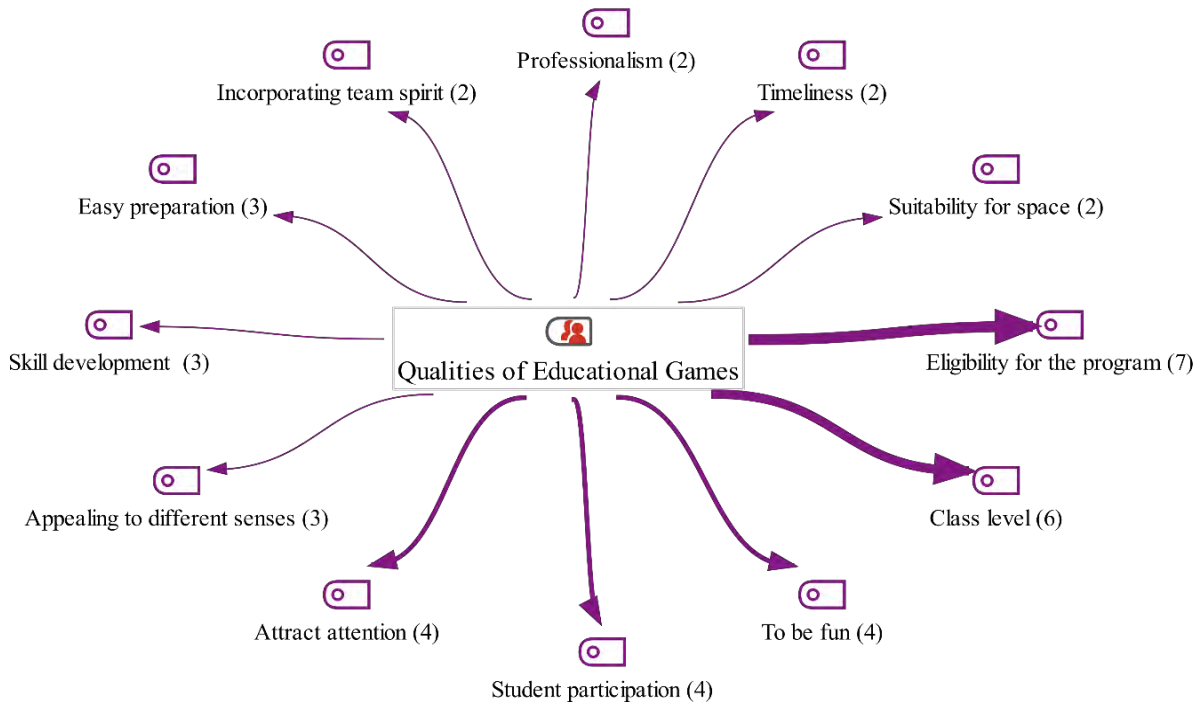 Professionalism (2)
Incorporating team spirit (2)
Timeliness (2)
Easy preparation (3)
Suitability for space (2)
Skill development (3)
Qualities of Educational Games
Eligibility for the program (7)
Appealing to different senses (3)
Class level (6)
Attract attention (4)
To be fun (4)
Student participation (4)